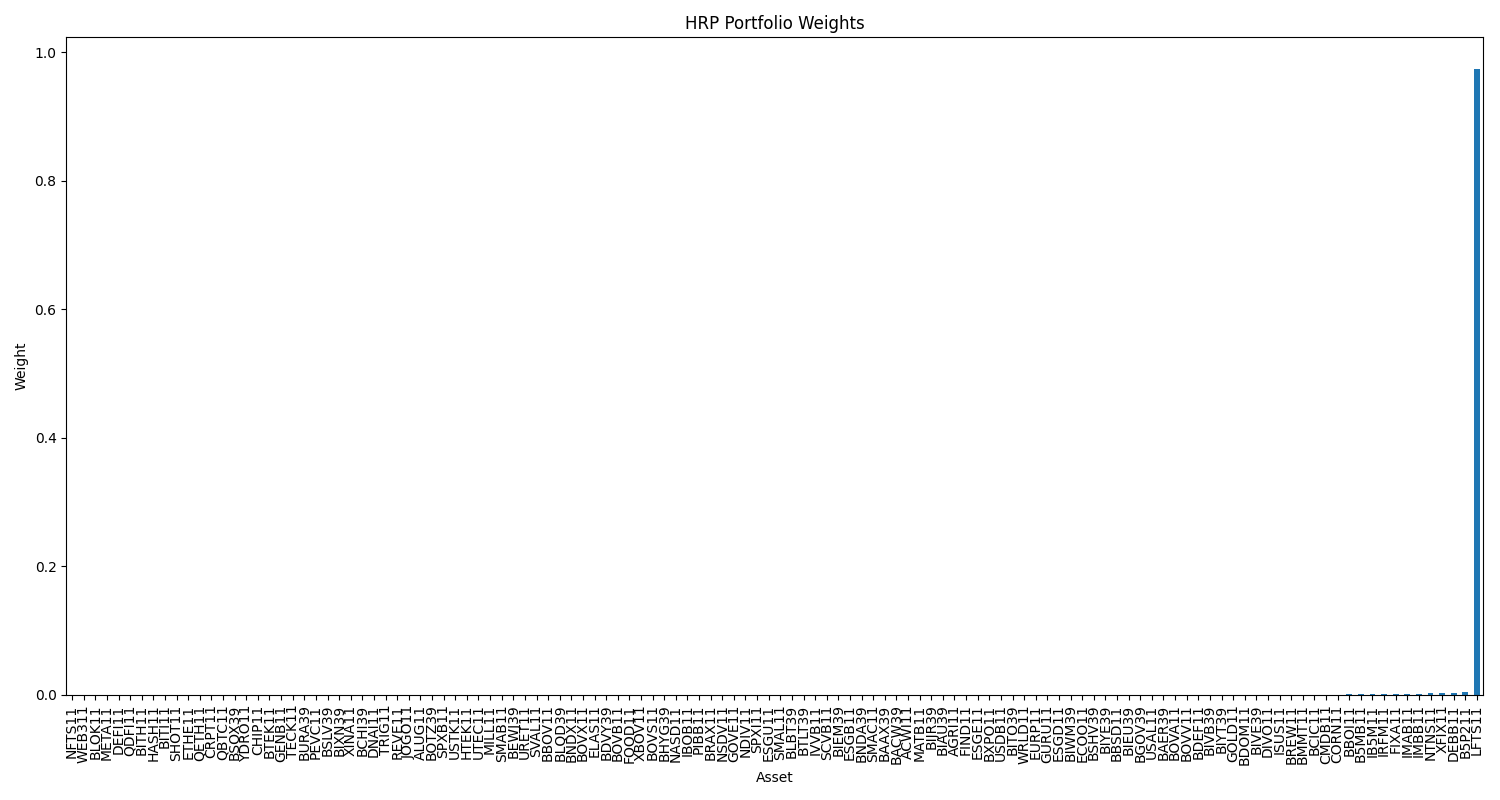 HRP Portfolio Weights
1.0
0.8
0.6
0.4
0.2
0.0
Weight
NFTS11
WEB311
BLOK11
META11
DEFI11
QDFI11
BITH11
HASH11
BITI11
SHOT11
ETHE11
QETH11
CRPT11
QBTC11
BSOX39
YDRO11
CHIP11
BTEK11
GENB11
TECK11
BURA39
PEVC11
BSLV39
BIXN39
XINA11
BCHI39
DNAI11
TRIG11
REVE11
JOGO11
ALUG11
BOTZ39
SPXB11
USTK11
HTEK11
UTEC11
MILL11
SMAB11
BEWJ39
URET11
SVAL11
BBOV11
BLQD39
BNDX11
BOVX11
ELAS11
BDVY39
BOVB11
FOOD11
XBOV11
BOVS11
BHYG39
NASD11
IBOB11
PIBB11
BRAX11
NSDV11
GOVE11
NDIV11
SPXI11
ESGU11
SMAL11
BLBT39
BTLT39
IVVB11
SCVB11
BIEM39
ESGB11
BNDA39
SMAC11
BAAX39
BACW39
ACWI11
MATB11
BIJR39
BIAU39
AGRI11
FIND11
ESGE11
BXPO11
USDB11
BITO39
WRLD11
EURP11
GURU11
ESGD11
BIWM39
ECOO11
BSHV39
BIYE39
BBSD11
BIEU39
BGOV39
USAL11
BAER39
BOVA11
BOVV11
BDEF11
BIVB39
BIYT39
GOLD11
BDOM11
BIVE39
DIVO11
ISUS11
BREW11
BMMT11
BCIC11
CMDB11
CORN11
BBOI11
B5MB11
IB5M11
IRFM11
FIXA11
IMAB11
IMBB11
NTNS11
XFIX11
DEBB11
B5P211
LFTS11
Asset